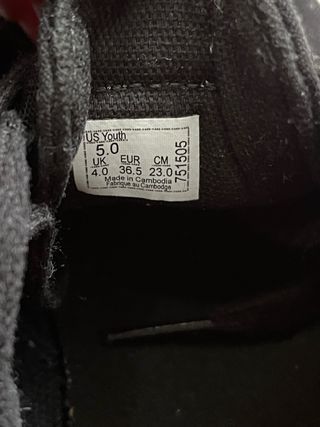 US Youth
5.0
UK EUR CM
4.0 36.5 23.0
Made in Cambodia
Fabrique au Cambodge
751505